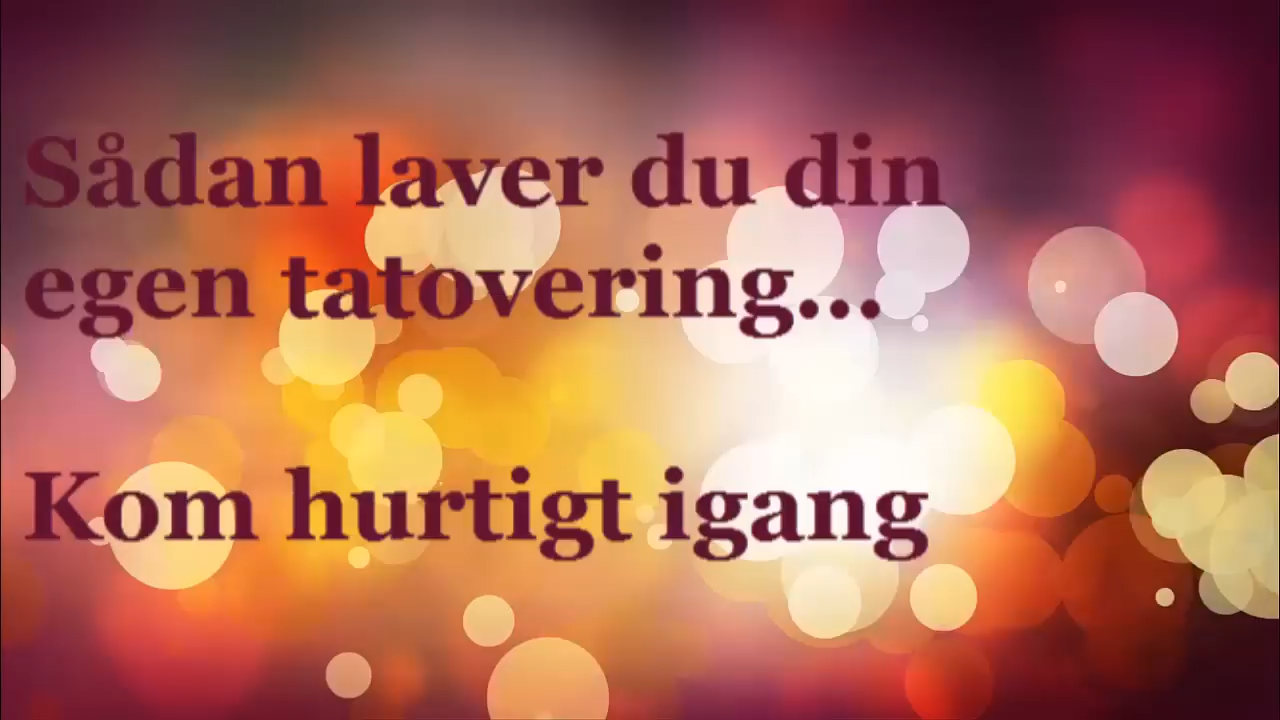 Sådan laver du din
egen tatovering...
Kom hurtigt igang